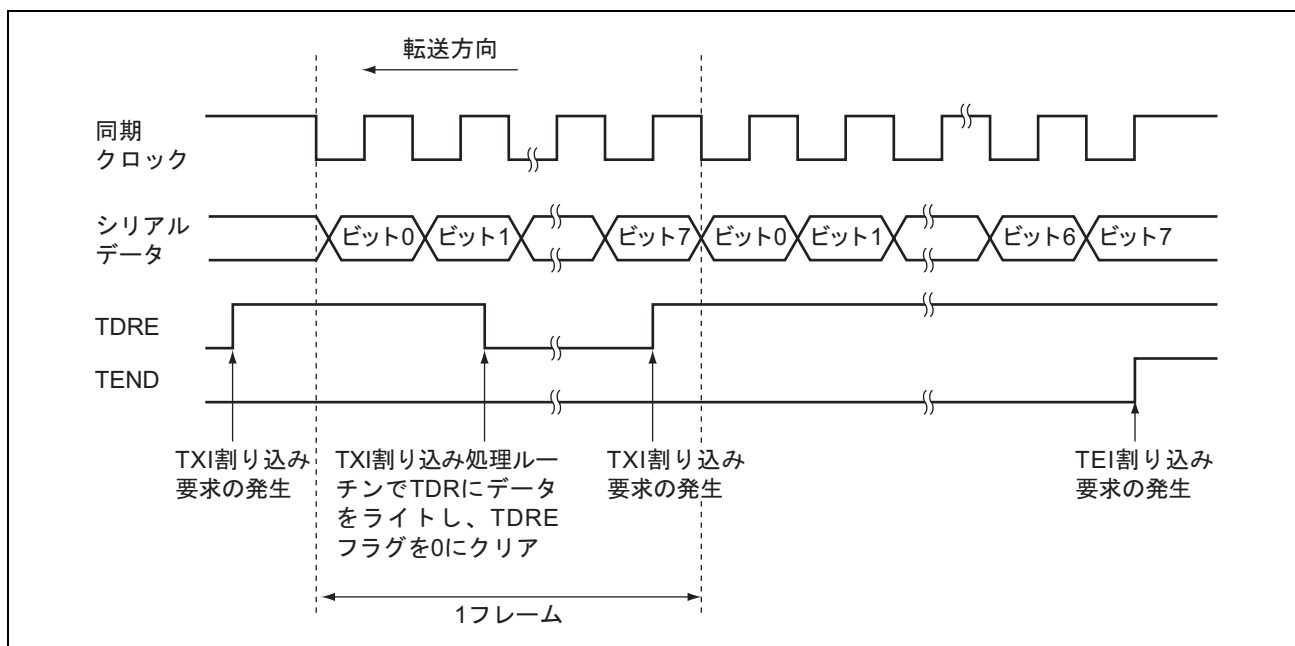 転送方向
同期
クロック
シリアル
データ
ビット0
ビット1
ビット7
ビット0
ビット1
ビット6
ビット7
TDRE
TEND
TXI割り込み
要求の発生
TXI割り込み処理ルー
チンでTDRにデータ
をライトし、TDRE
フラグを0にクリア
TXI割り込み
要求の発生
TEI割り込み
要求の発生
1フレーム